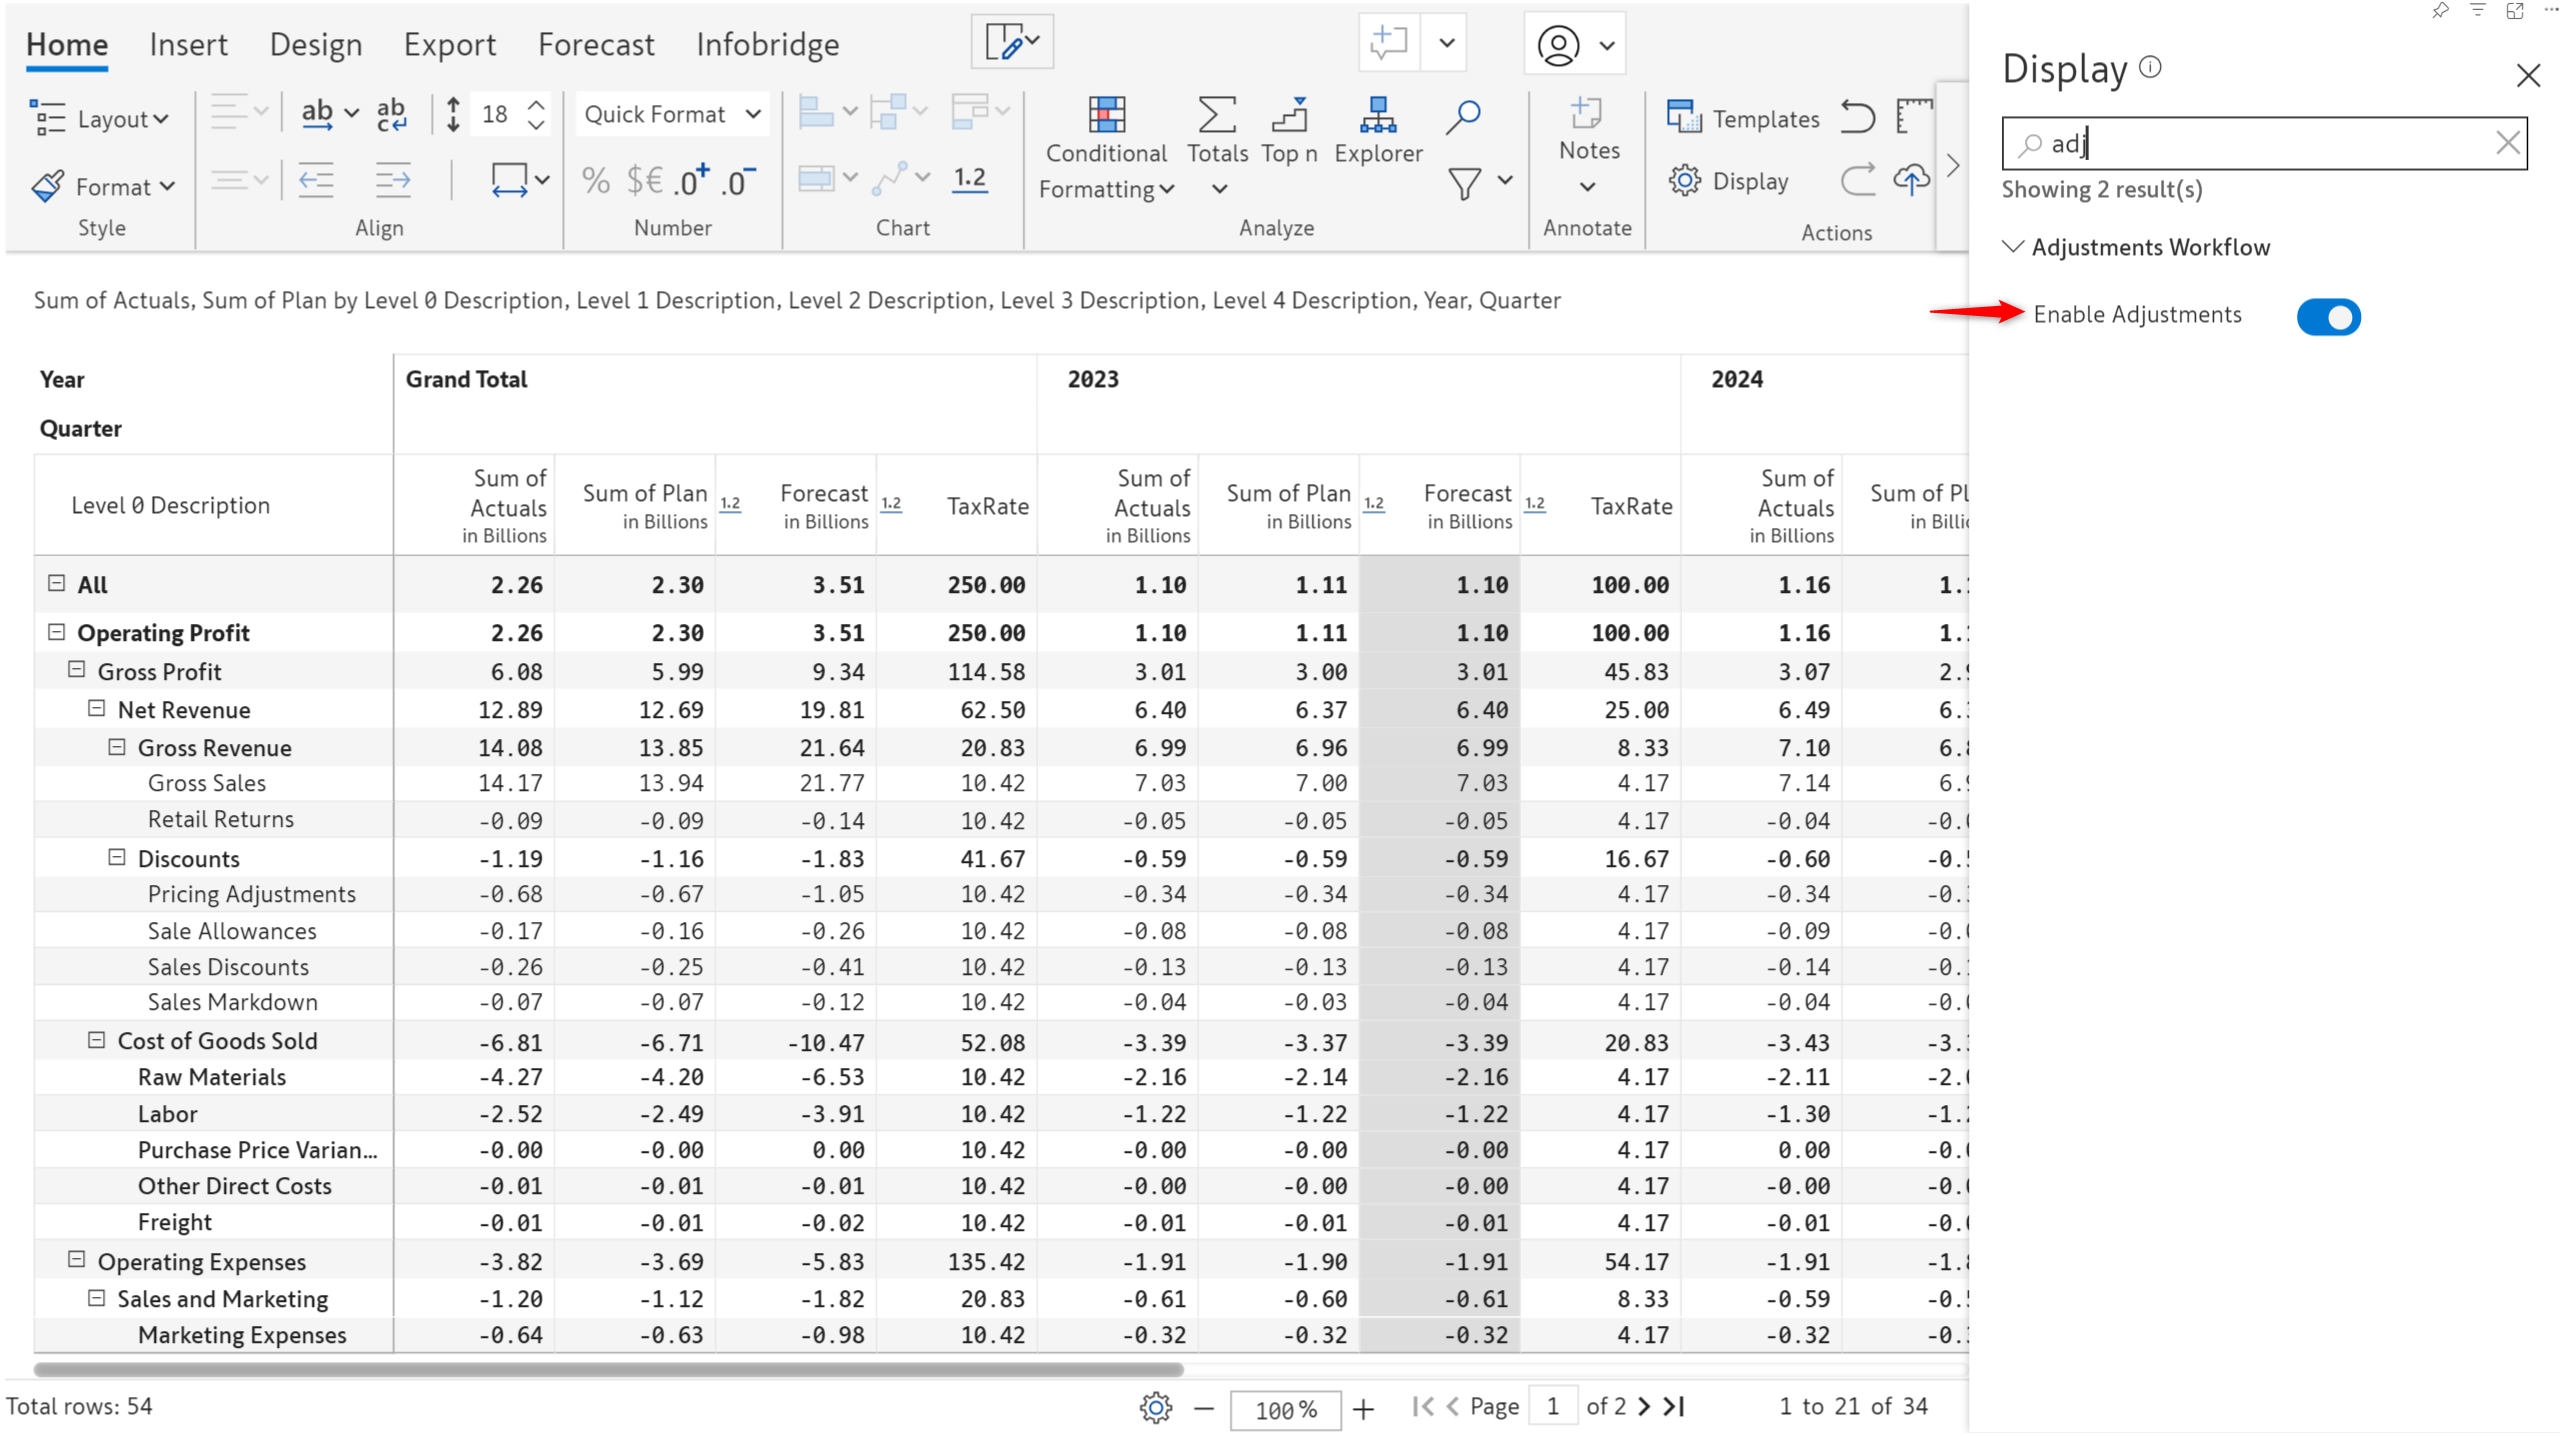 Home Insert Design Export Forecast Infobridge
Layout ab ab c 18 Quick Format
Format % $€ .0+ .0- 1.2
Conditional Formatting Totals Top n Explorer
Notes
Templates
Display
Style Align Number Chart Analyze Annotate Actions
Display
adj
Showing 2 result(s)
Adjustments Workflow
Enable Adjustments
Sum of Actuals, Sum of Plan by Level 0 Description, Level 1 Description, Level 2 Description, Level 3 Description, Level 4 Description, Year, Quarter
Year Grand Total 2023 2024
Quarter
Level 0 Description Sum of Actuals in Billions Sum of Plan in Billions 1.2 Forecast in Billions 1.2 TaxRate Sum of Actuals in Billions Sum of Plan in Billions 1.2 Forecast in Billions 1.2 TaxRate Sum of Actuals in Billions Sum of Pl in Billi
All 2.26 2.30 3.51 250.00 1.10 1.11 1.10 100.00 1.16 1.
Operating Profit 2.26 2.30 3.51 250.00 1.10 1.11 1.10 100.00 1.16 1.
Gross Profit 6.08 5.99 9.34 114.58 3.01 3.00 3.01 45.83 3.07 2.
Net Revenue 12.89 12.69 19.81 62.50 6.40 6.37 6.40 25.00 6.49 6.
Gross Revenue 14.08 13.85 21.64 20.83 6.99 6.96 6.99 8.33 7.10 6.
Gross Sales 14.17 13.94 21.77 10.42 7.03 7.00 7.03 4.17 7.14 6.
Retail Returns -0.09 -0.09 -0.14 10.42 -0.05 -0.05 -0.05 4.17 -0.04 -0.
Discounts -1.19 -1.16 -1.83 41.67 -0.59 -0.59 -0.59 16.67 -0.60 -0.
Pricing Adjustments -0.68 -0.67 -1.05 10.42 -0.34 -0.34 -0.34 4.17 -0.34 -0.
Sale Allowances -0.17 -0.16 -0.26 10.42 -0.08 -0.08 -0.08 4.17 -0.09 -0.
Sales Discounts -0.26 -0.25 -0.41 10.42 -0.13 -0.13 -0.13 4.17 -0.14 -0.
Sales Markdown -0.07 -0.07 -0.12 10.42 -0.04 -0.03 -0.04 4.17 -0.04 -0.
Cost of Goods Sold -6.81 -6.71 -10.47 52.08 -3.39 -3.37 -3.39 20.83 -3.43 -3.
Raw Materials -4.27 -4.20 -6.53 10.42 -2.16 -2.14 -2.16 4.17 -2.11 -2.
Labor -2.52 -2.49 -3.91 10.42 -1.22 -1.22 -1.22 4.17 -1.30 -1.
Purchase Price Varian... -0.00 -0.00 0.00 10.42 -0.00 -0.00 -0.00 4.17 0.00 -0.
Other Direct Costs -0.01 -0.01 -0.01 10.42 -0.00 -0.00 -0.00 4.17 -0.00 -0.
Freight -0.01 -0.01 -0.02 10.42 -0.01 -0.01 -0.01 4.17 -0.01 -0.
Operating Expenses -3.82 -3.69 -5.83 135.42 -1.91 -1.90 -1.91 54.17 -1.91 -1.
Sales and Marketing -1.20 -1.12 -1.82 20.83 -0.61 -0.60 -0.61 8.33 -0.59 -0.
Marketing Expenses -0.64 -0.63 -0.98 10.42 -0.32 -0.32 -0.32 4.17 -0.32 -0.
Total rows: 54 100 % Page 1 of 2 1 to 21 of 34